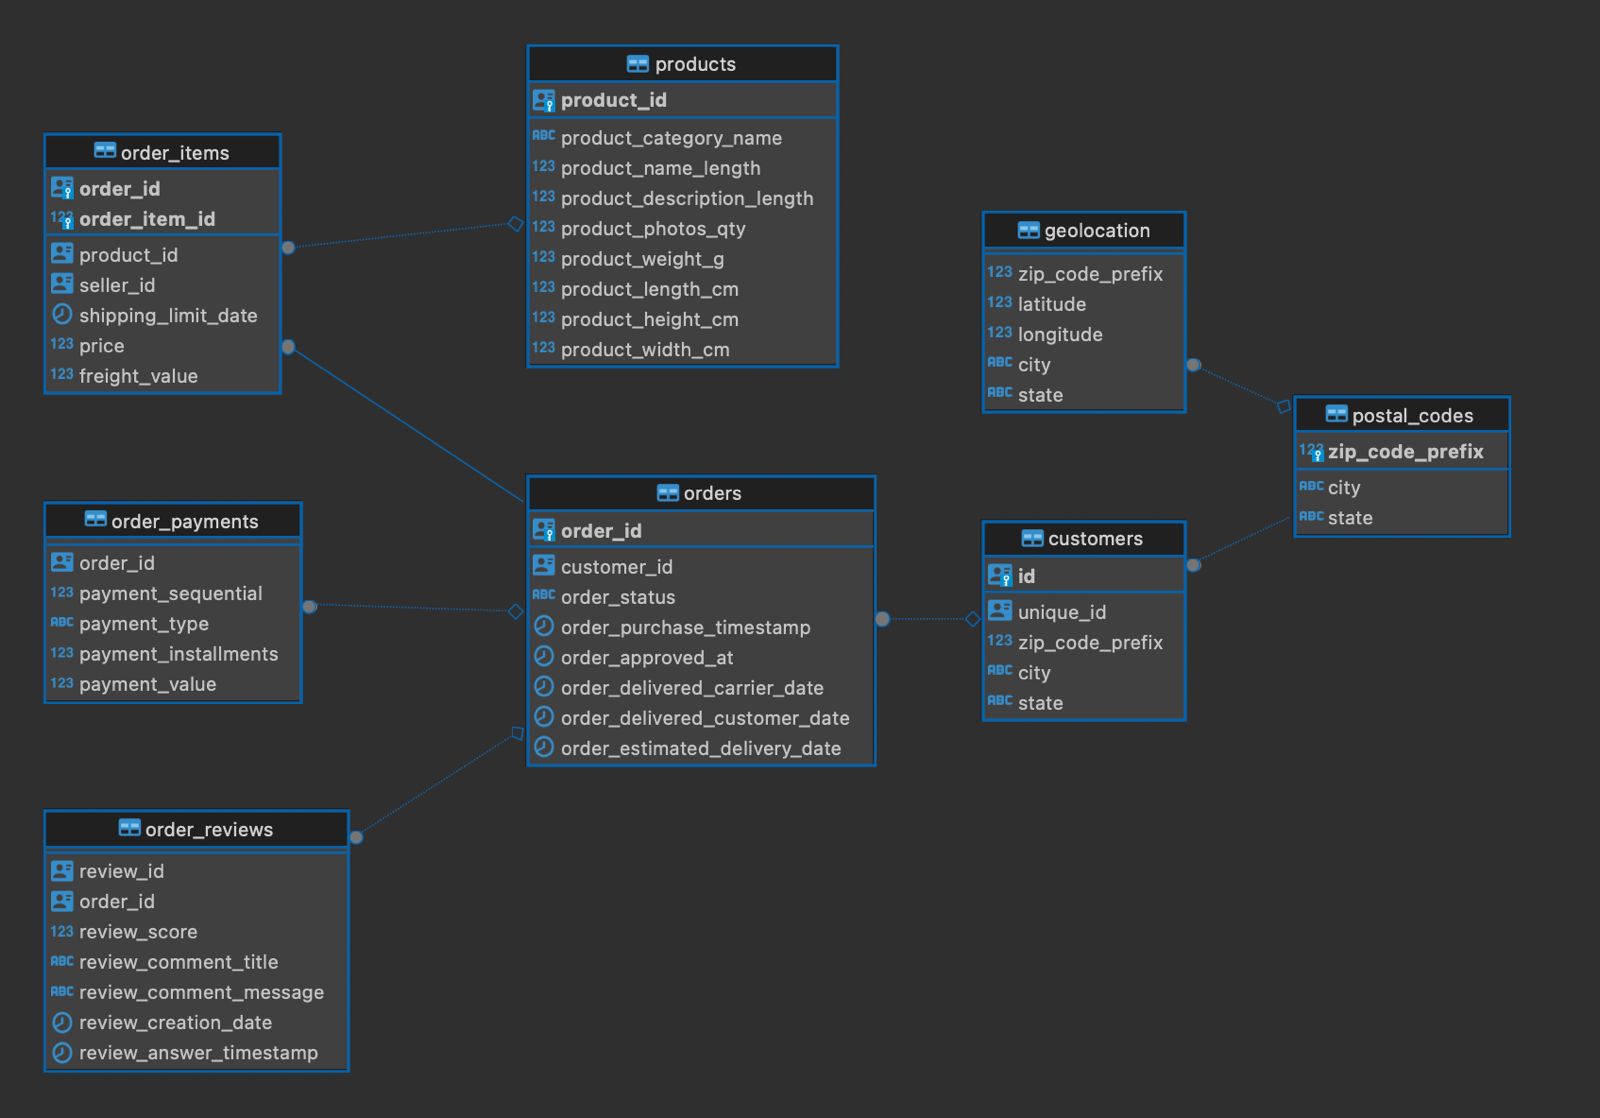 products
product_id
ABC product_category_name
123 product_name_length
123 product_description_length
123 product_photos_qty
123 product_weight_g
123 product_length_cm
123 product_height_cm
123 product_width_cm
order_items
order_id
123 order_item_id
product_id
seller_id
shipping_limit_date
123 price
123 freight_value
geolocation
123 zip_code_prefix
123 latitude
123 longitude
ABC city
ABC state
postal_codes
123 zip_code_prefix
ABC city
ABC state
orders
order_id
customer_id
ABC order_status
order_purchase_timestamp
order_approved_at
order_delivered_carrier_date
order_delivered_customer_date
order_estimated_delivery_date
order_payments
order_id
123 payment_sequential
ABC payment_type
123 payment_installments
123 payment_value
customers
id
unique_id
123 zip_code_prefix
ABC city
ABC state
order_reviews
review_id
order_id
123 review_score
ABC review_comment_title
ABC review_comment_message
review_creation_date
review_answer_timestamp